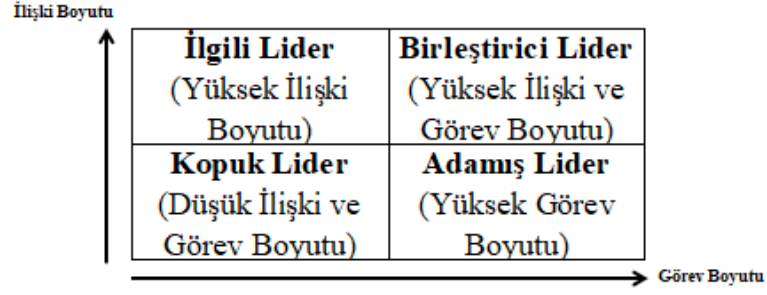 İlişki Boyutu
İlgili Lider
(Yüksek İlişki
Boyutu)
Birleştirici Lider
(Yüksek İlişki ve
Görev Boyutu)
Kopuk Lider
(Düşük İlişki ve
Görev Boyutu)
Adamış Lider
(Yüksek Görev
Boyutu)
Görev Boyutu